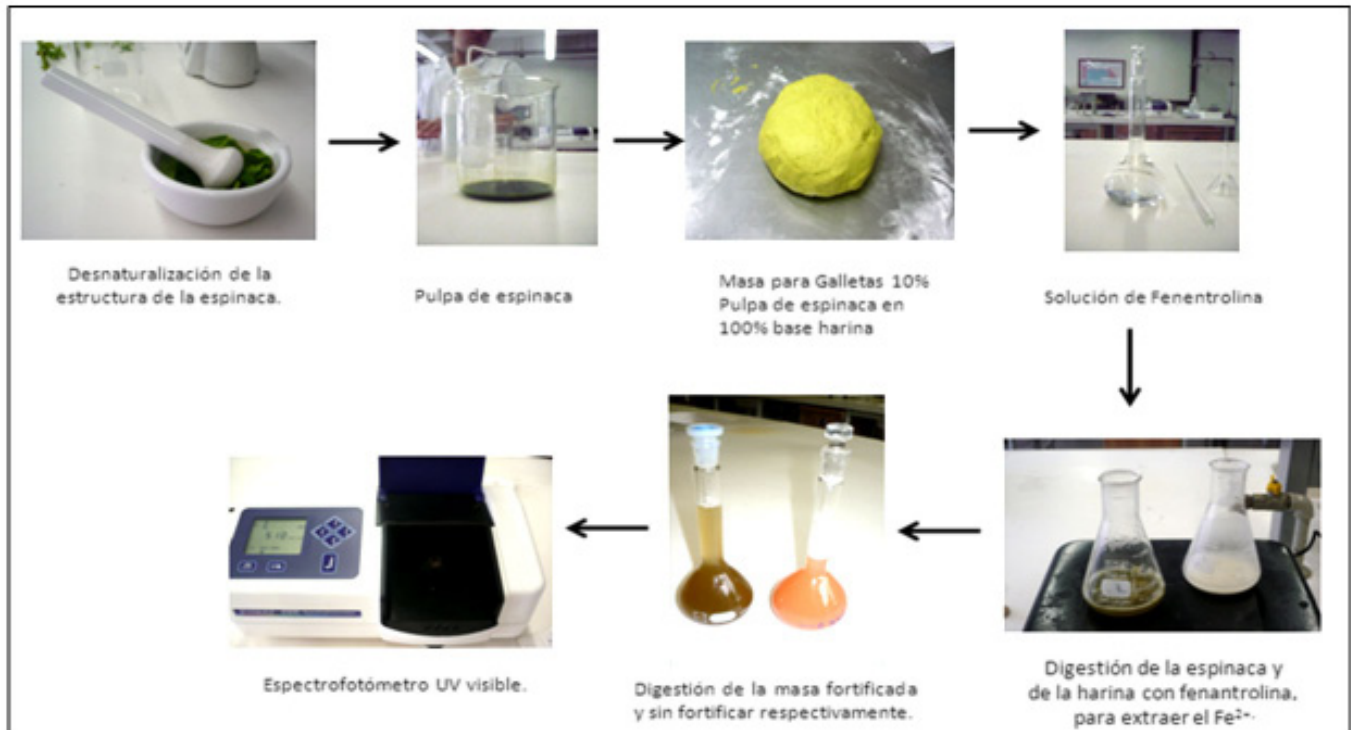 Desnaturalización de la
estructura de la espinaca.
Pulpa de espinaca
Masa para Galletas 10%
Pulpa de espinaca en
100% base harina
Solución de Fenentrolina
Digestión de la espinaca y
de la harina con fenantrolina.
para extraer el Fe²⁺.
Digestión de la masa fortificada
y sin fortificar respectivamente.
Espectrofotómetro UV visible.